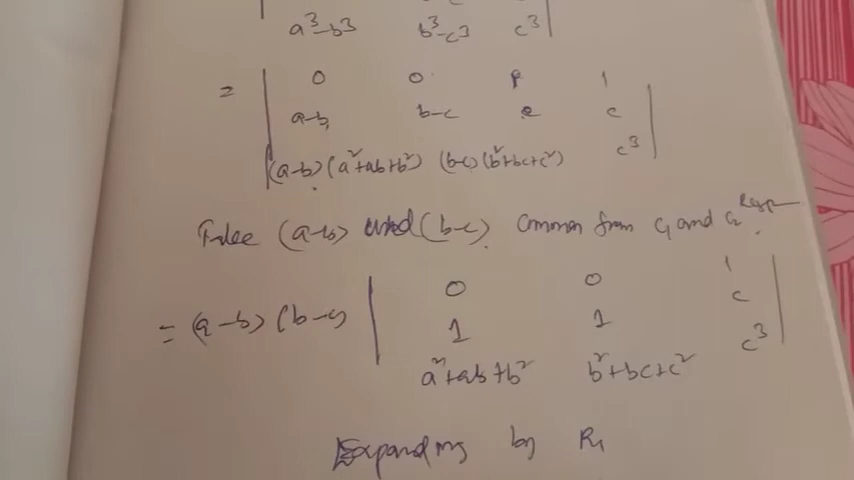 a³-b³ b³-c³ c³
= | 0 0 1 |
| a-b b-c c |
| (a-b)(a²+ab+b²) (b-c)(b²+bc+c²) c³ |
(a-b) and (b-c) common from C₁ and C₂ Resp
= (a-b) (b-c) | 0 0 1 |
| 1 1 c |
| a²+ab+b² b²+bc+c² c³ |
Expanding by R₁